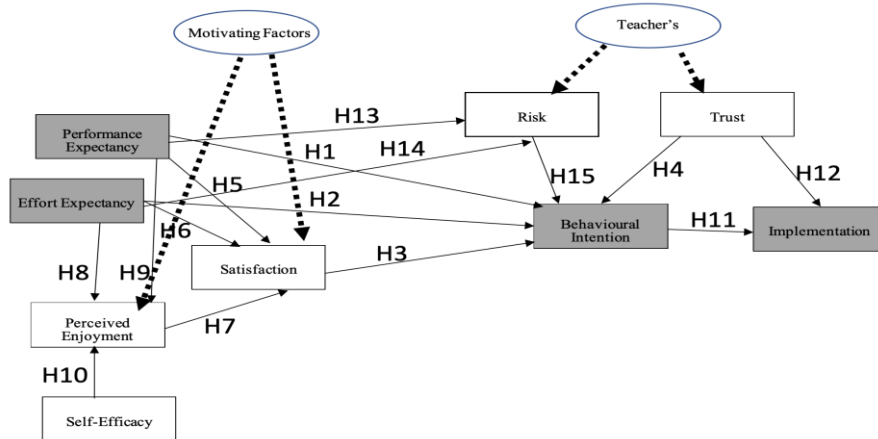 Motivating Factors
Teacher's
Performance
Expectancy
H13
Risk
Trust
H1
H14
H15
H4
H12
Effort Expectancy
H5
H2
Behavioural
Intention
H11
Implementation
H6
Satisfaction
H3
H8
H9
Perceived
Enjoyment
H7
H10
Self-Efficacy